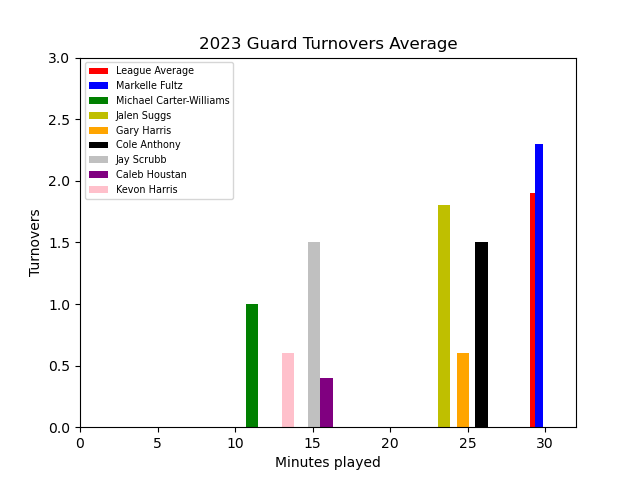 2023 Guard Turnovers Average
3.0
2.5
2.0
1.5
1.0
0.5
0.0
Turnovers
League Average
Markelle Fultz
Michael Carter-Williams
Jalen Suggs
Gary Harris
Cole Anthony
Jay Scrubb
Caleb Houstan
Kevon Harris
0 5 10 15 20 25 30
Minutes played